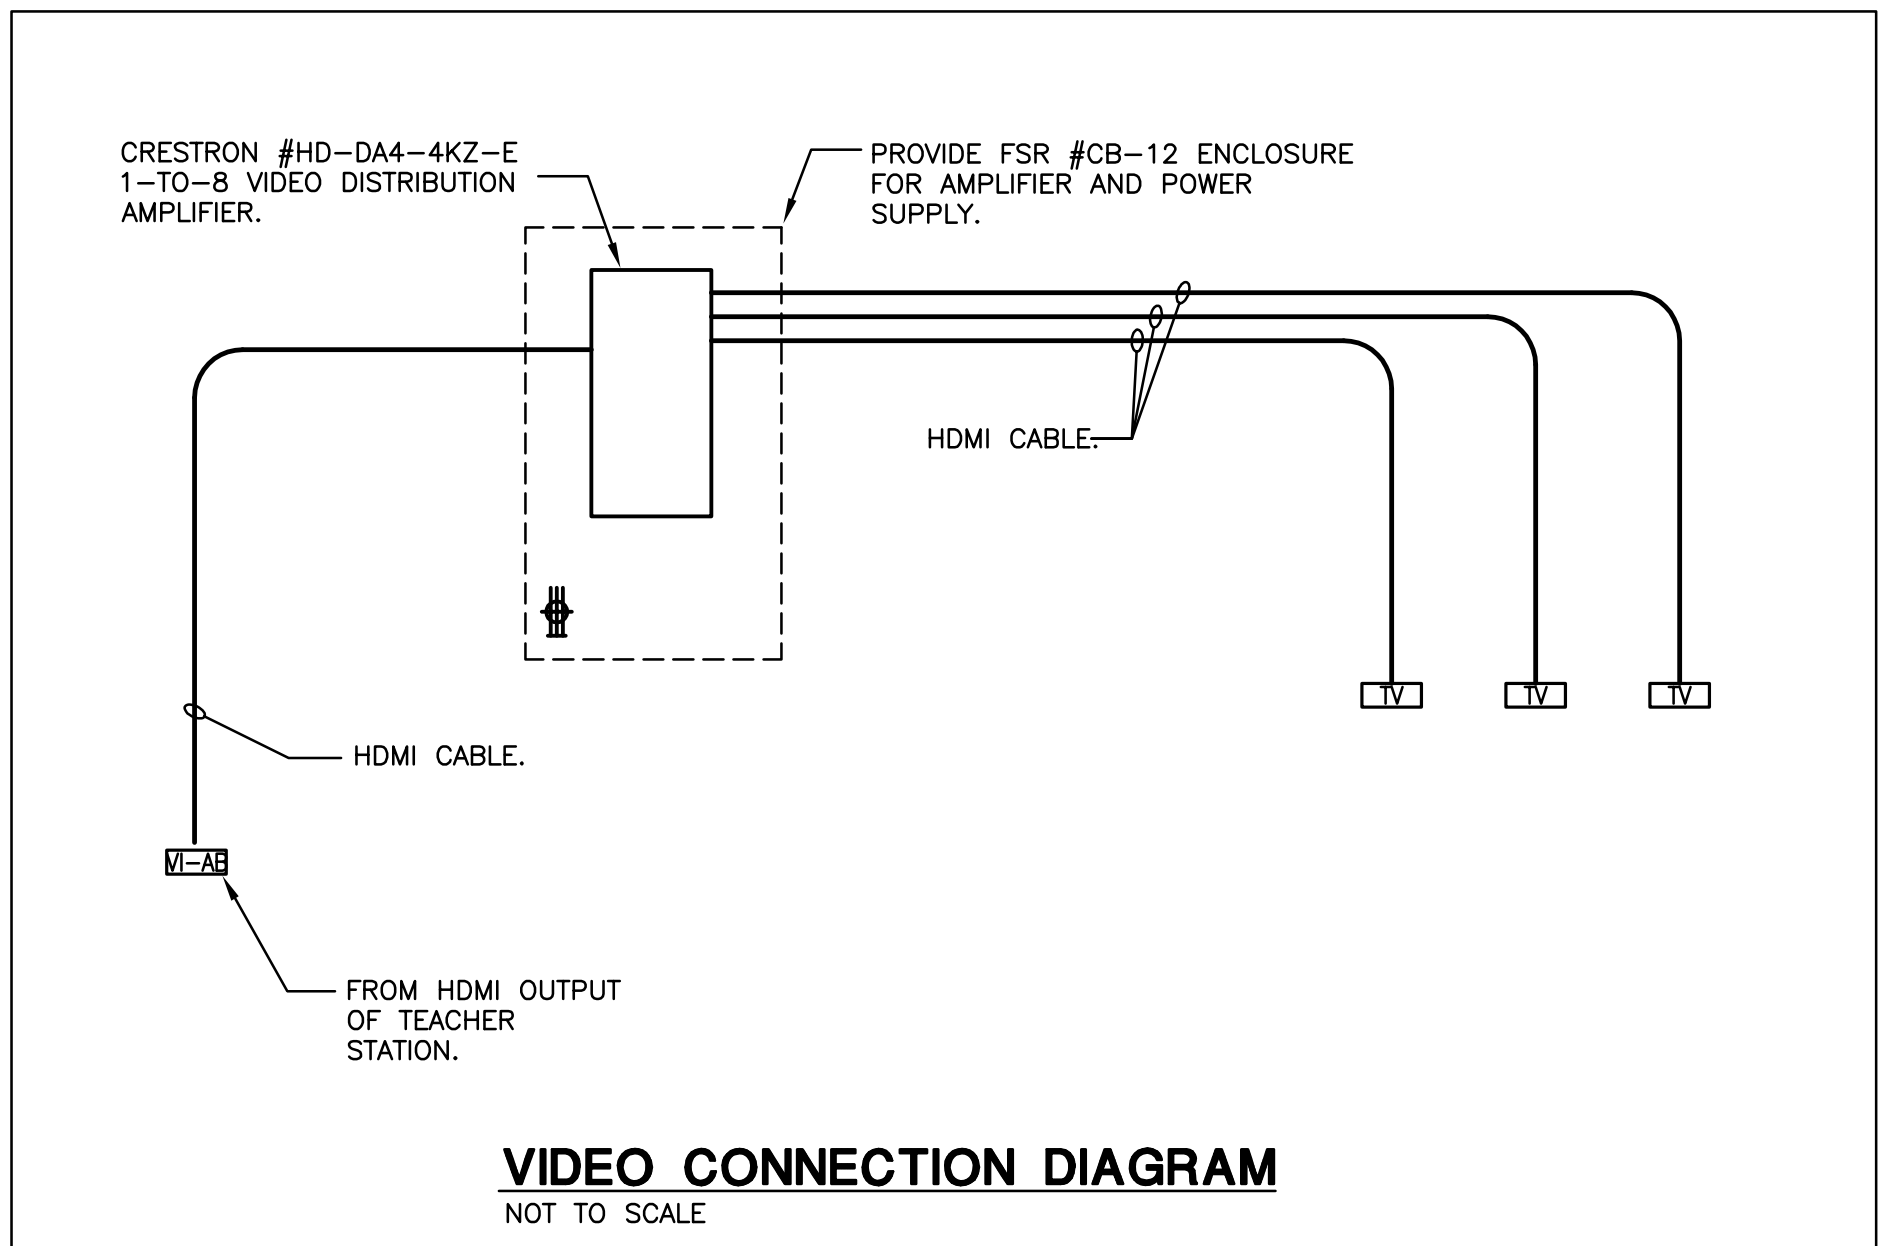 CRESTRON #HD-DA4-4KZ-E
1-TO-8 VIDEO DISTRIBUTION
AMPLIFIER.
PROVIDE FSR #CB-12 ENCLOSURE
FOR AMPLIFIER AND POWER
SUPPLY.
HDMI CABLE.
TV
TV
TV
HDMI CABLE.
VI-AB
FROM HDMI OUTPUT
OF TEACHER
STATION.
VIDEO CONNECTION DIAGRAM
NOT TO SCALE